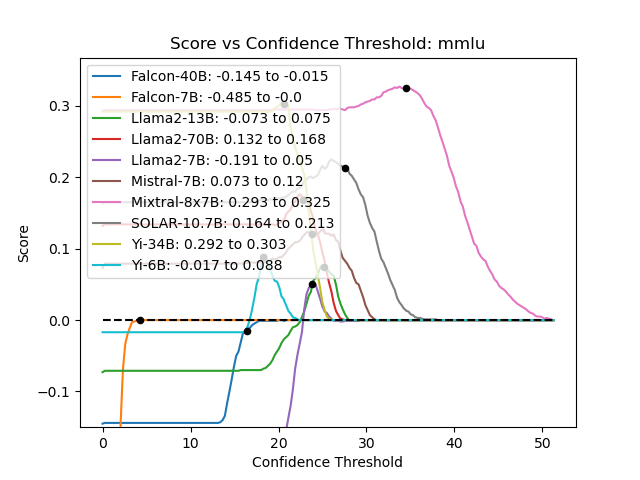 Score vs Confidence Threshold: mmlu
Falcon-40B: -0.145 to -0.015
Falcon-7B: -0.485 to -0.0
Llama2-13B: -0.073 to 0.075
Llama2-70B: 0.132 to 0.168
Llama2-7B: -0.191 to 0.05
Mistral-7B: 0.073 to 0.12
Mixtral-8x7B: 0.293 to 0.325
SOLAR-10.7B: 0.164 to 0.213
Yi-34B: 0.292 to 0.303
Yi-6B: -0.017 to 0.088
Score
0.3
0.2
0.1
0.0
−0.1
0 10 20 30 40 50
Confidence Threshold